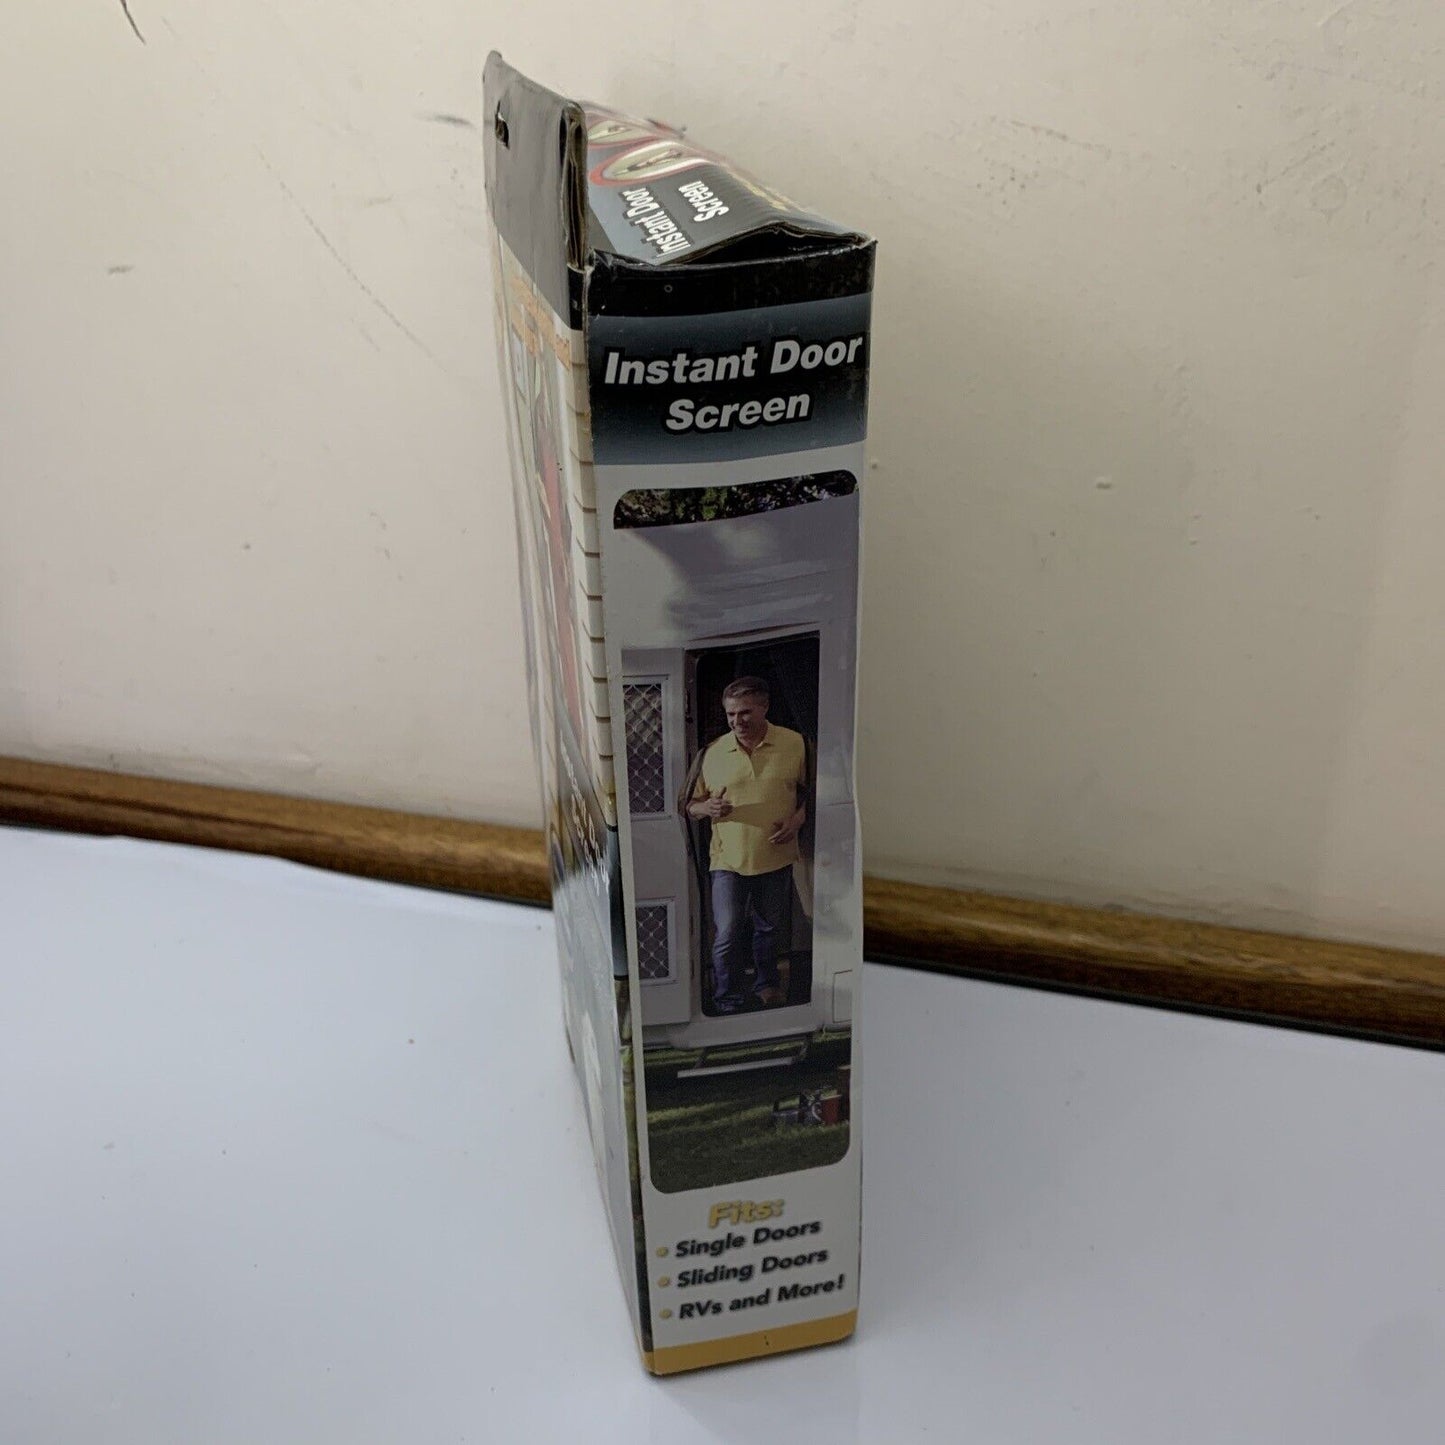 Instant Door
Screen
Instant Door
Screen
Fits:
• Single Doors
• Sliding Doors
• RVs and More!